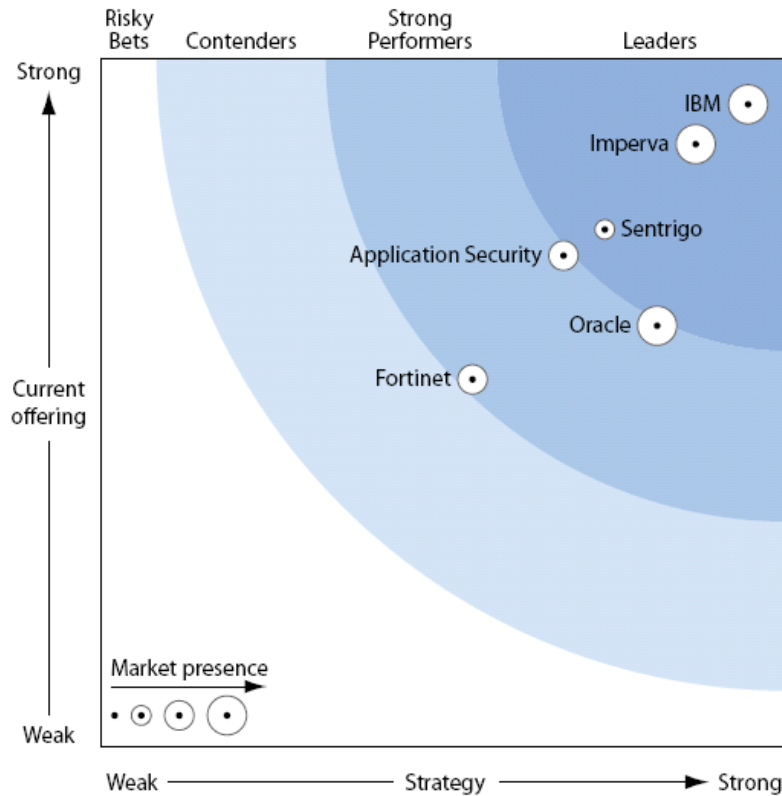 Risky
Bets
Contenders
Strong
Performers
Leaders
Strong
IBM
Imperva
Sentrigo
Application Security
Oracle
Fortinet
Current
offering
Market presence
Weak
Weak
Strategy
Strong